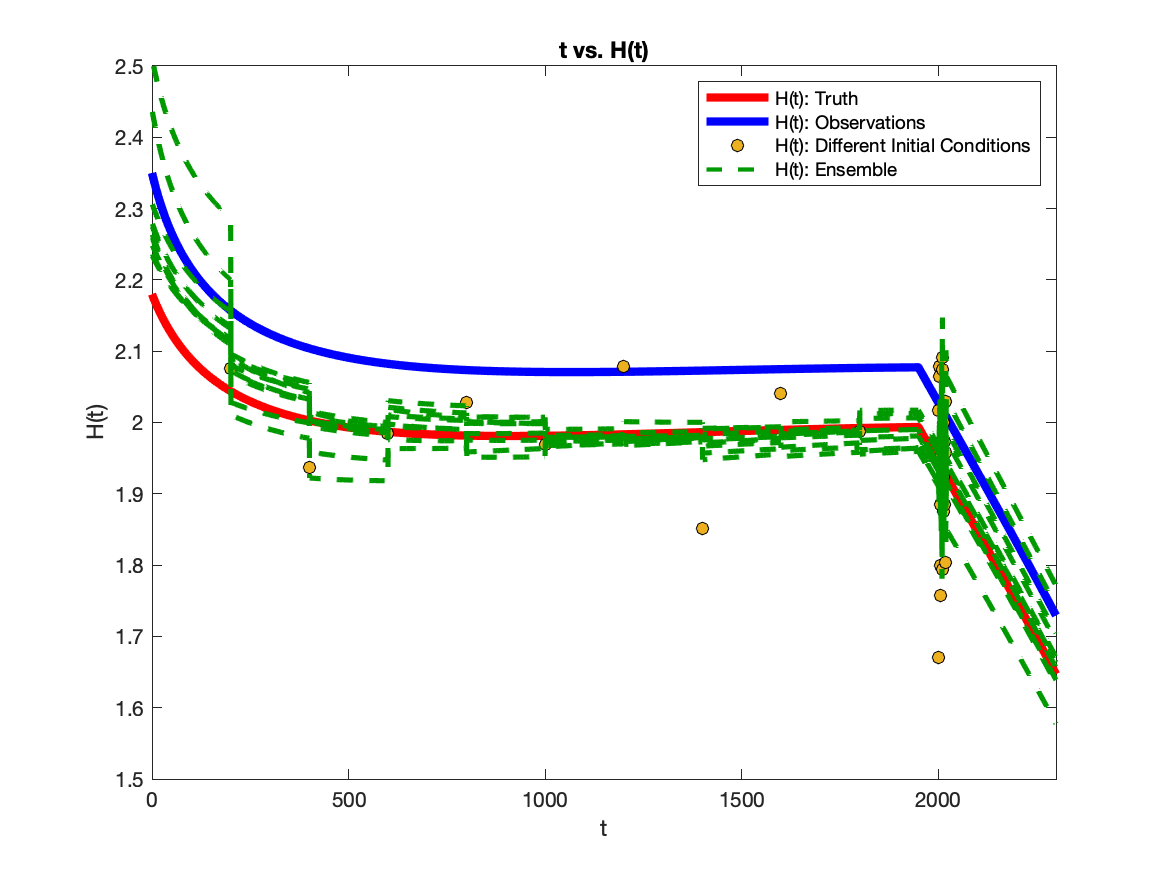 t vs. H(t)
H(t): Truth
H(t): Observations
H(t): Different Initial Conditions
H(t): Ensemble
2.5
2.4
2.3
2.2
2.1
2
1.9
1.8
1.7
1.6
1.5
H(t)
0 500 1000 1500 2000
t